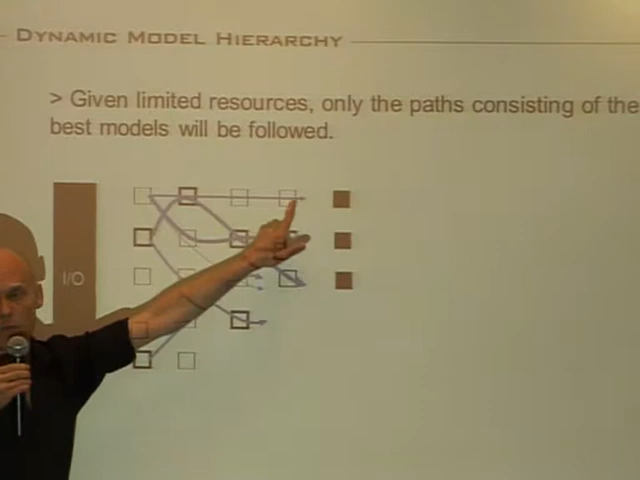 DYNAMIC MODEL HIERARCHY
> Given limited resources, only the paths consisting of the
best models will be followed.
I/O